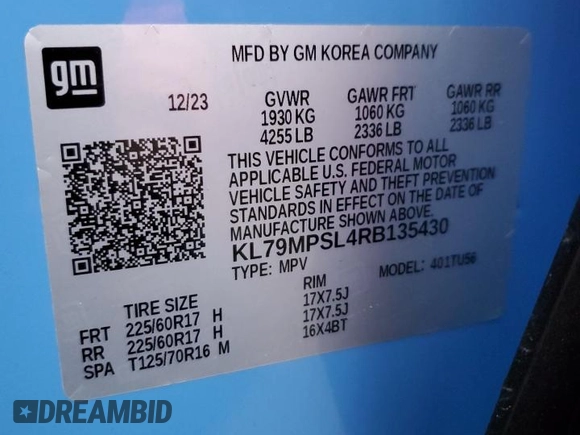 gm
MFD BY GM KOREA COMPANY
12/23
GVWR GAWR FRT GAWR RR
1930 KG 1060 KG 1060 KG
4255 LB 2336 LB 2336 LB
THIS VEHICLE CONFORMS TO ALL
APPLICABLE U.S. FEDERAL MOTOR
VEHICLE SAFETY AND THEFT PREVENTION
STANDARDS IN EFFECT ON THE DATE OF
MANUFACTURE SHOWN ABOVE.
KL79MPSL4RB135430
TYPE: MPV MODEL: 401TU56
TIRE SIZE RIM
FRT 225/60R17 H 17X7.5J
RR 225/60R17 H 17X7.5J
SPA T125/70R16 M 16X4BT
DREAMBID